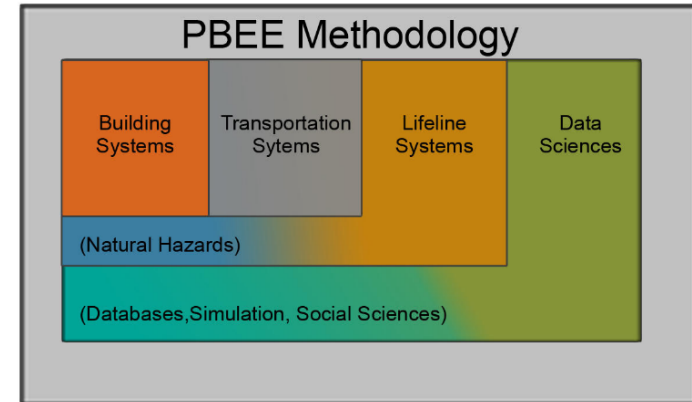 PBEE Methodology
Building
Systems
Transportation
Sytems
Lifeline
Systems
Data
Sciences
(Natural Hazards)
(Databases,Simulation, Social Sciences)